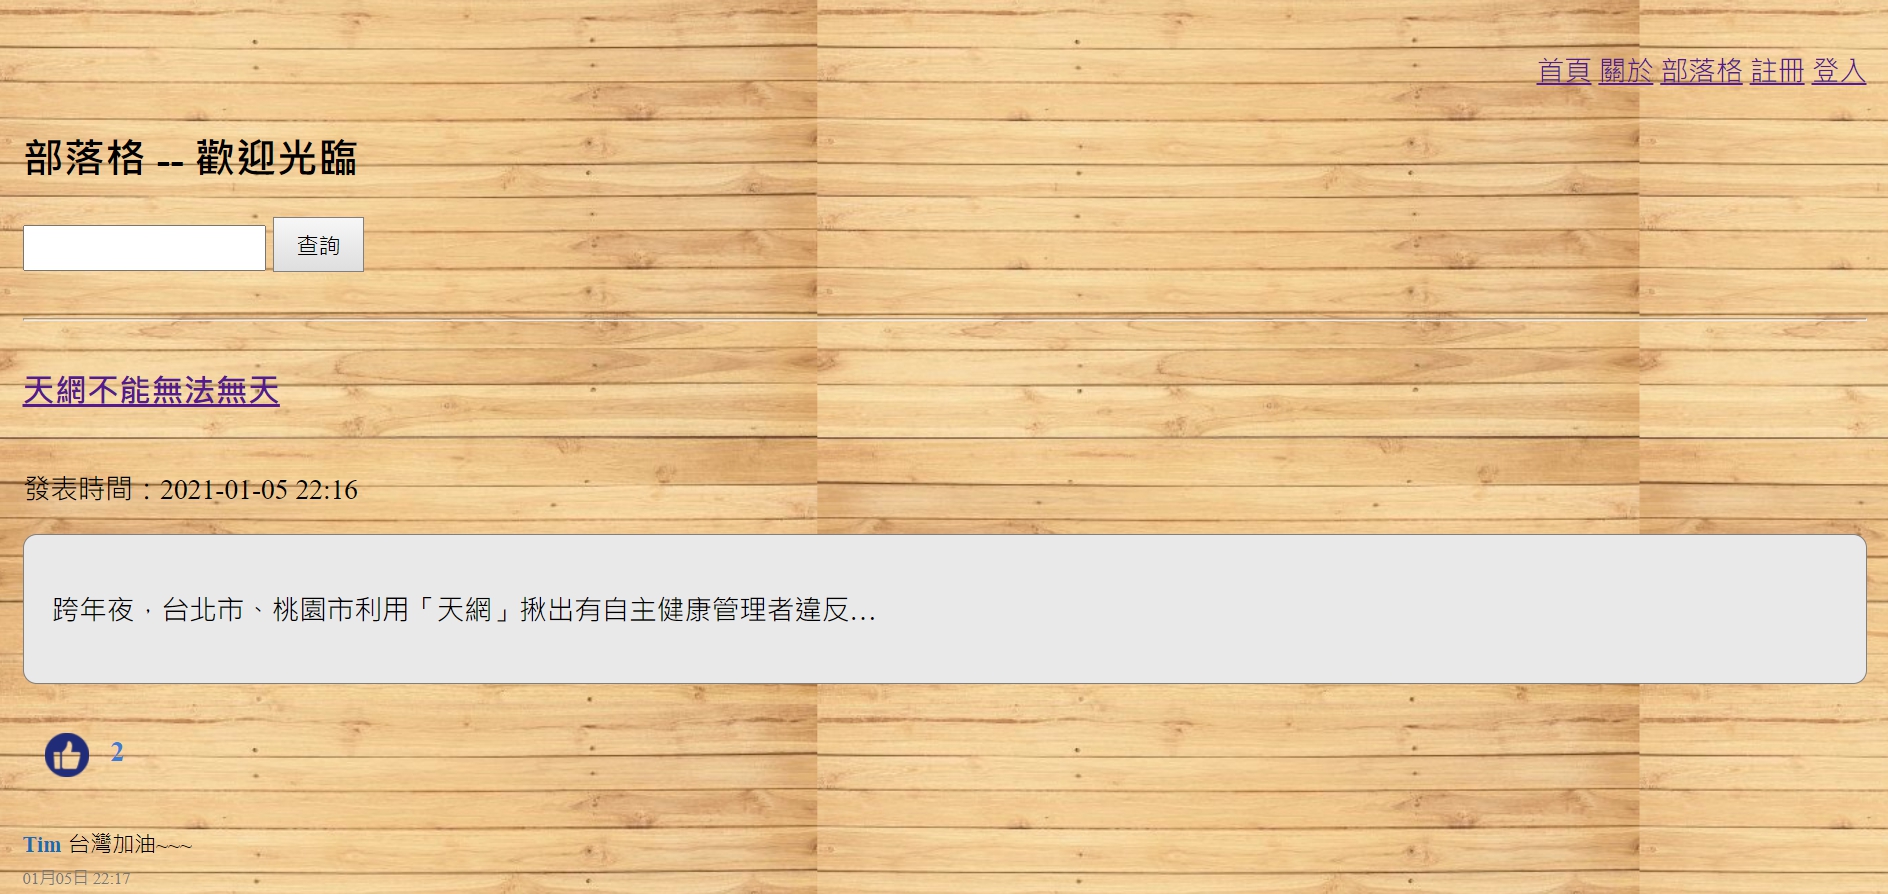 首頁 關於 部落格 註冊 登入
部落格 -- 歡迎光臨
查詢
天網不能無法無天
發表時間：2021-01-05 22:16
跨年夜，台北市、桃園市利用「天網」揪出有自主健康管理者違反…
2
Tim 台灣加油~~~
01月05日 22:17